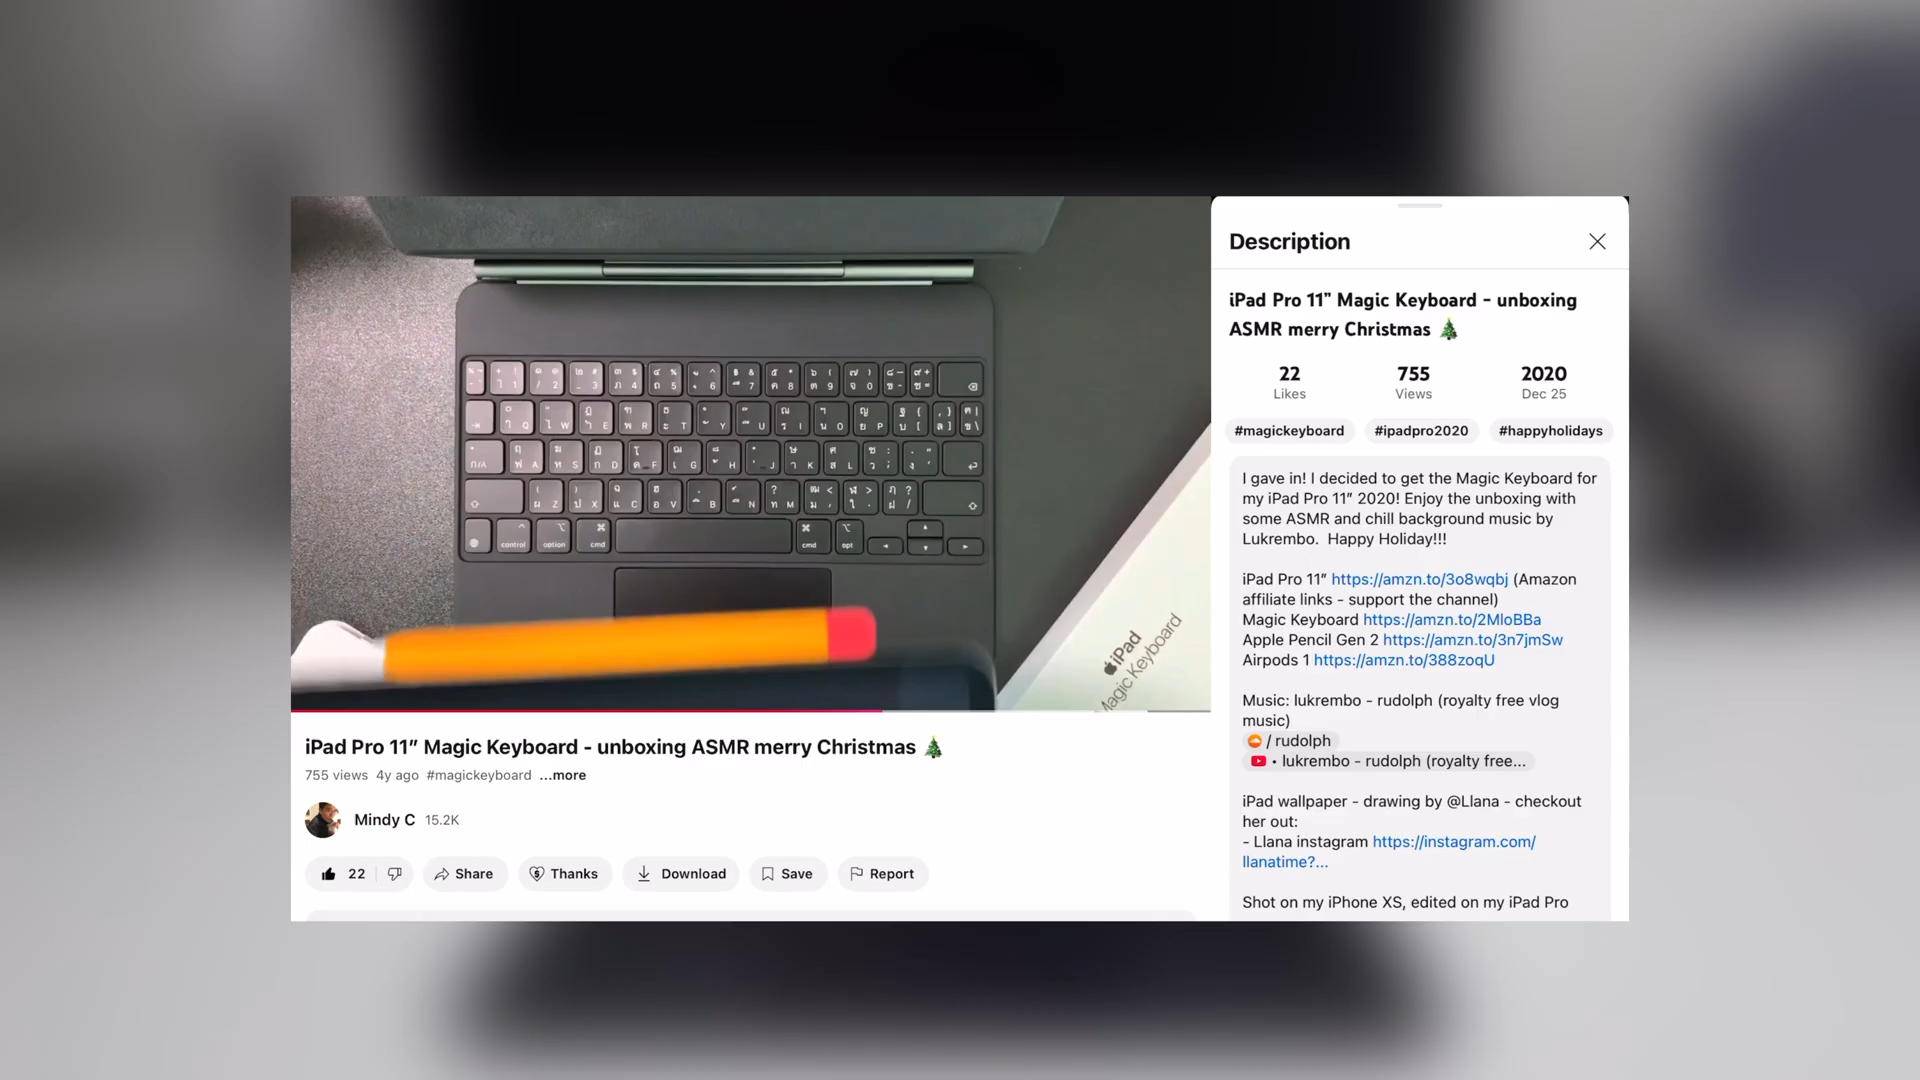 control
option
cmd
cmd
opt
iPad
Magic Keyboard
iPad Pro 11″ Magic Keyboard - unboxing ASMR merry Christmas 🎄
755 views 4y ago #magickeyboard ...more
Mindy C 15.2K
22
Share
Thanks
Download
Save
Report
Description
iPad Pro 11” Magic Keyboard - unboxing
ASMR merry Christmas 🎄
22
Likes
755
Views
2020
Dec 25
#magickeyboard
#ipadpro2020
#happyholidays
I gave in! I decided to get the Magic Keyboard for
my iPad Pro 11″ 2020! Enjoy the unboxing with
some ASMR and chill background music by
Lukrembo. Happy Holiday!!!
iPad Pro 11″ https://amzn.to/3o8wqbj (Amazon
affiliate links - support the channel)
Magic Keyboard https://amzn.to/2MloBBa
Apple Pencil Gen 2 https://amzn.to/3n7jmSw
Airpods 1 https://amzn.to/388zoqU
Music: lukrembo - rudolph (royalty free vlog
music)
/ rudolph
• lukrembo - rudolph (royalty free...
iPad wallpaper - drawing by @Llana - checkout
her out:
- Llana instagram https://instagram.com/
llanatime?...
Shot on my iPhone XS, edited on my iPad Pro